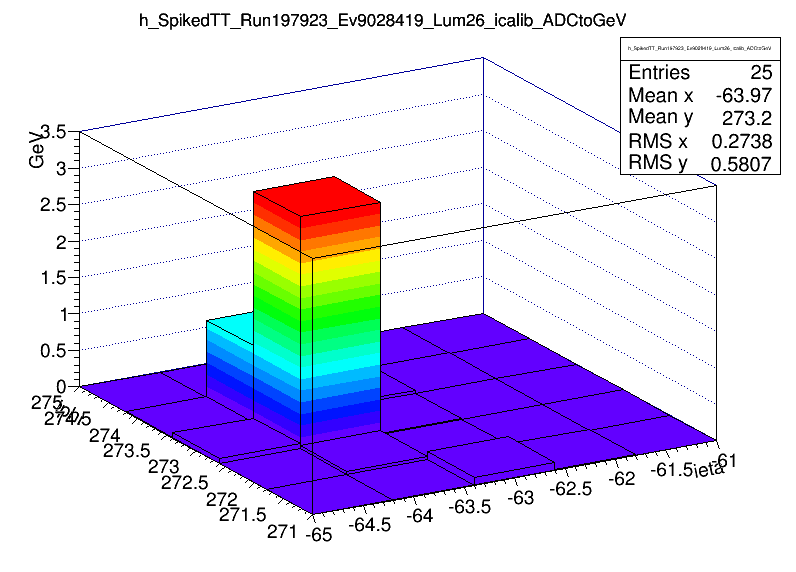 h_SpikedTT_Run197923_Ev9028419_Lum26_icalib_ADCtoGeV
h_SpikedTT_Run197923_Ev9028419_Lum26_icalib_ADCtoGeV
Entries 25
Mean x -63.97
Mean y 273.2
RMS x 0.2738
RMS y 0.5807
GeV
3.5
3
2.5
2
1.5
1
0.5
0
275
274.5
274
273.5
273
272.5
272
271.5
271
-65
-64.5
-64
-63.5
-63
-62.5
-62
-61.5
-61
ieta